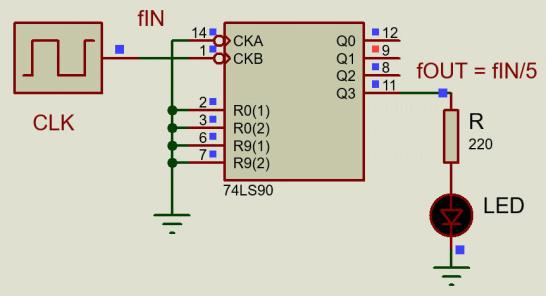 fIN
CLK
14 CKA
1 CKB
2 R0(1)
3 R0(2)
6 R9(1)
7 R9(2)
Q0 12
Q1 9
Q2 8
Q3 11
74LS90
fOUT = fIN/5
R
220
LED